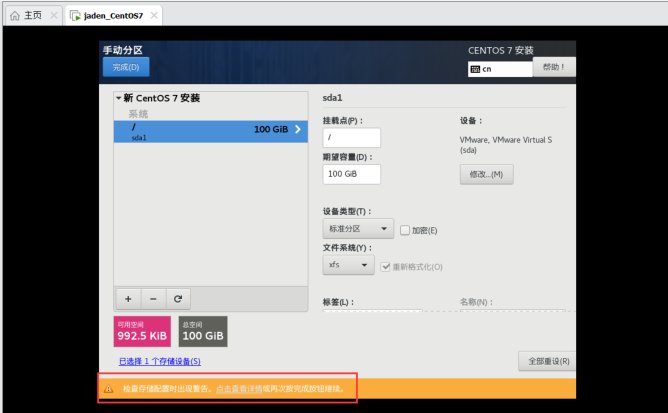 主页
jaden_CentOS7
手动分区
CENTOS 7 安装
完成(D)
cn
帮助！
新 CentOS 7 安装
系统
/
sda1
100 GiB
sda1
挂载点(P)：
/
设备：
VMware, VMware Virtual S
(sda)
期望容量(D)：
100 GiB
修改...(M)
设备类型(T)：
标准分区
加密(E)
文件系统(Y)：
xfs
重新格式化(O)
标签(L)：
名称(N)：
可用空间
992.5 KiB
总空间
100 GiB
已选择 1 个存储设备(S)
全部重设(R)
检查存储配置时出现警告。点击查看详情或再次按完成按钮继续。